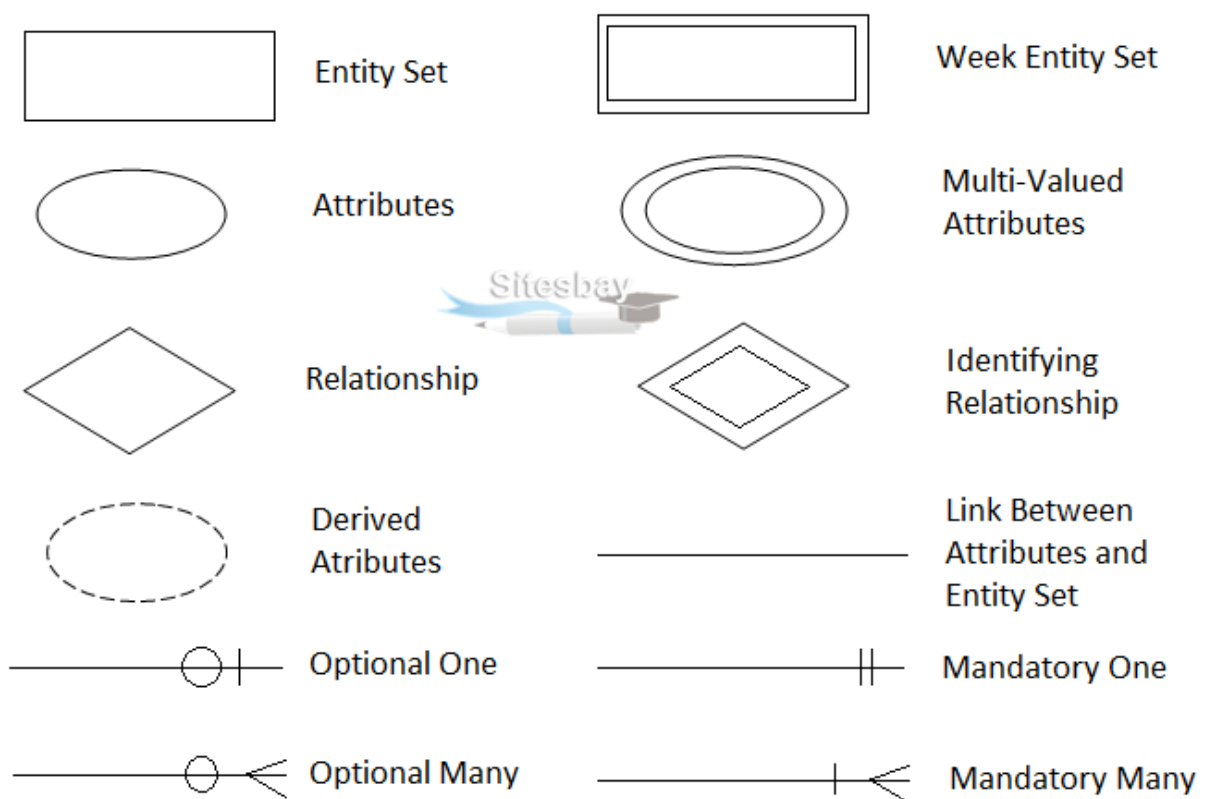 Entity Set
Week Entity Set
Attributes
Multi-Valued
Attributes
Sitesbay
Relationship
Identifying
Relationship
Derived
Atributes
Link Between
Attributes and
Entity Set
Optional One
Mandatory One
Optional Many
Mandatory Many